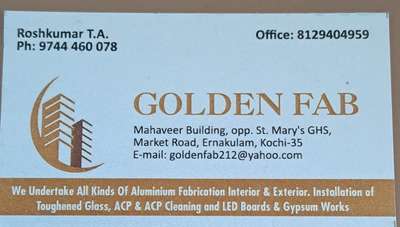 Roshkumar T.A.
Ph: 9744 460 078
Office: 8129404959
GOLDEN FAB
Mahaveer Building, opp. St. Mary's GHS,
Market Road, Ernakulam, Kochi-35
E-mail: goldenfab212@yahoo.com
We Undertake All Kinds Of Aluminium Fabrication Interior & Exterior. Installation of
Toughened Glass, ACP & ACP Cleaning and LED Boards & Gypsum Works